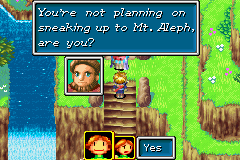 You're not planning on
sneaking up to Mt. Aleph,
are you?
Yes